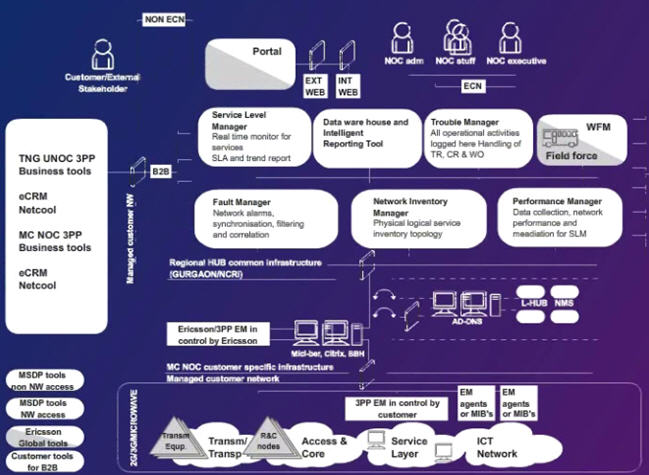 NON ECN
Portal
EXT
WEB
INT
WEB
NOC adm
NOC stuff
NOC executive
ECN
Customer/External
Stakeholder
Service Level
Manager
Real time monitor for
services
SLA and trend report
Data ware house and
Intelligent
Reporting Tool
Trouble Manager
All operational activities
logged here Handling of
TR, CR & WO
WFM
Field force
TNG UNOC 3PP
Business tools
eCRM
Netcool
MC NOC 3PP
Business tools
eCRM
Netcool
B2B
Managed customer NW
Fault Manager
Network alarms,
synchronisation, filtering
and correlation
Network Inventory
Manager
Physical logical service
inventory topology
Performance Manager
Data collection, network
performance and
meadiation for SLM
Regional HUB common infrastructure
(GURGAON/NCRI)
L-HUB
NMS
AD-DNS
Ericsson/3PP EM in
control by Ericsson
Citrix,
MC NOC customer specific infrastructure
Managed customer network
MSDP tools
non NW access
MSDP tools
NW access
Ericsson
Global tools
Customer tools
for B2B
2G/3G/MICROWAVE
3PP EM in control by
customer
EM
agents
or MIB's
EM
agents
or MIB's
Transm
Equp.
Transm/
Transp
R&C
nodes
Access &
Core
Service
Layer
ICT
Network